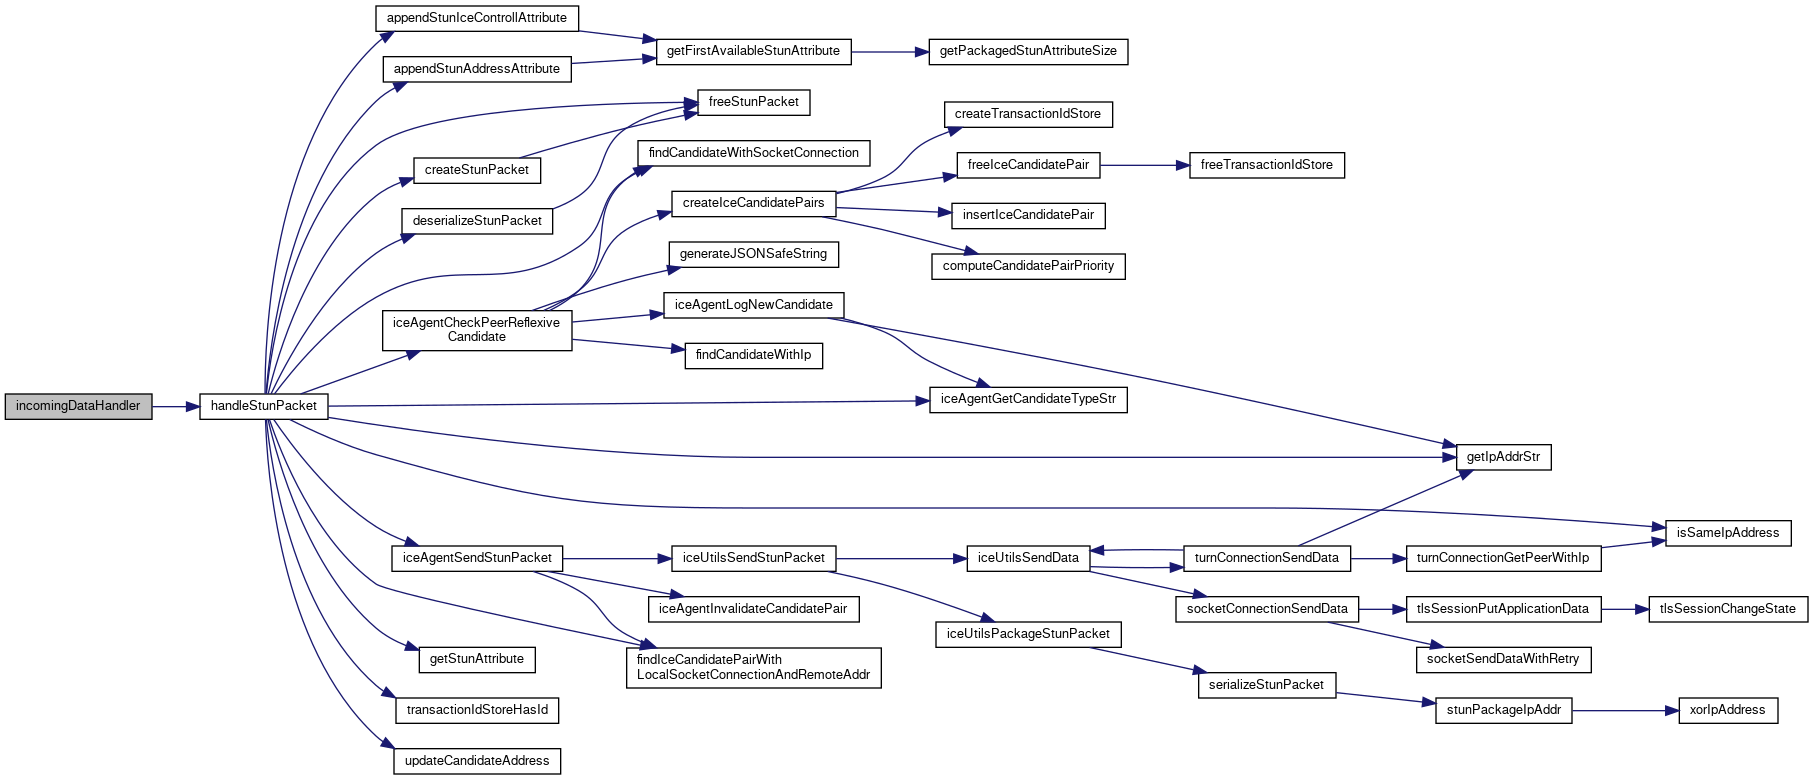 appendStunIceControllAttribute
getFirstAvailableStunAttribute
getPackagedStunAttributeSize
appendStunAddressAttribute
freeStunPacket
createTransactionIdStore
findCandidateWithSocketConnection
createStunPacket
freeIceCandidatePair
freeTransactionIdStore
createIceCandidatePairs
deserializeStunPacket
insertIceCandidatePair
generateJSONSafeString
computeCandidatePairPriority
iceAgentLogNewCandidate
iceAgentCheckPeerReflexive
Candidate
findCandidateWithIp
incomingDataHandler
handleStunPacket
iceAgentGetCandidateTypeStr
getIpAddrStr
isSameIpAddress
iceAgentSendStunPacket
iceUtilsSendStunPacket
iceUtilsSendData
turnConnectionSendData
turnConnectionGetPeerWithIp
iceAgentInvalidateCandidatePair
socketConnectionSendData
tlsSessionPutApplicationData
tlsSessionChangeState
iceUtilsPackageStunPacket
getStunAttribute
findIceCandidatePairWith
LocalSocketConnectionAndRemoteAddr
socketSendDataWithRetry
serializeStunPacket
transactionIdStoreHasId
stunPackageIpAddr
xorIpAddress
updateCandidateAddress